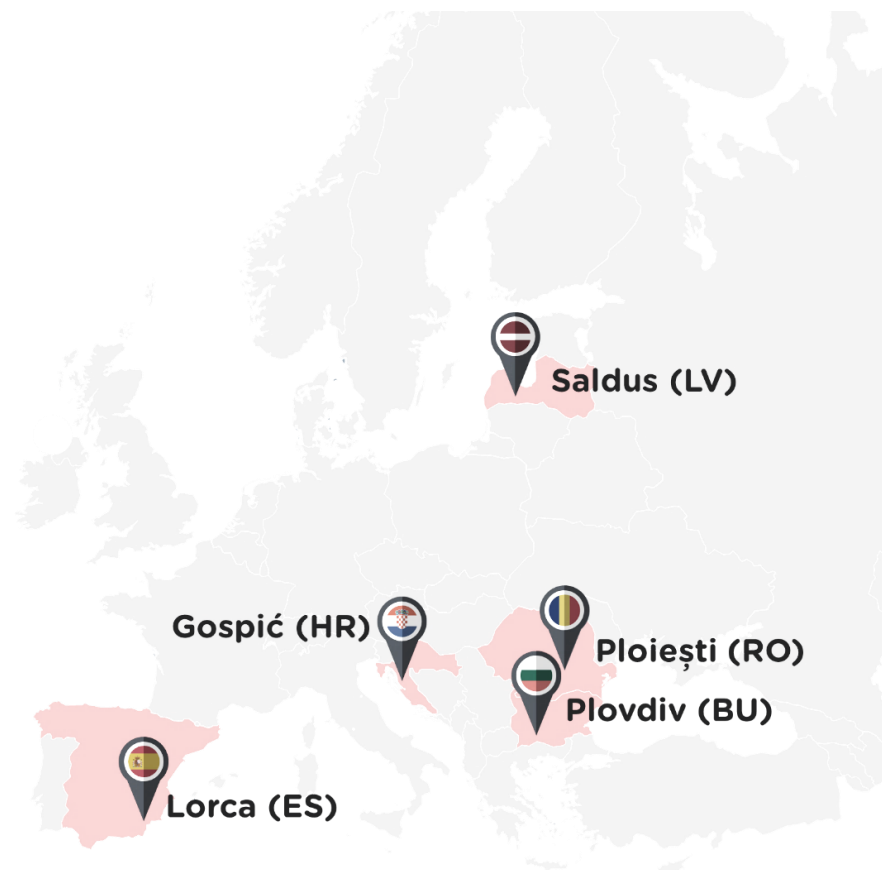 Saldus (LV)
Gospić (HR)
Ploiești (RO)
Plovdiv (BU)
Lorca (ES)